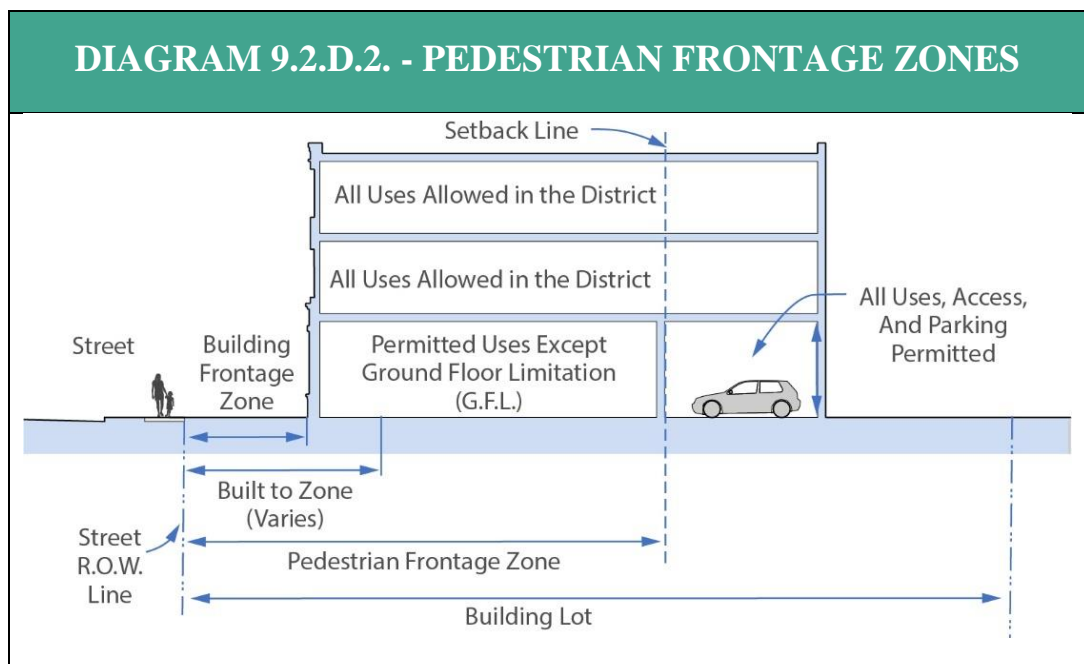 DIAGRAM 9.2.D.2. - PEDESTRIAN FRONTAGE ZONES
Setback Line
All Uses Allowed in the District
All Uses Allowed in the District
Street
Building
Frontage
Zone
Permitted Uses Except
Ground Floor Limitation
(G.F.L.)
All Uses, Access,
And Parking
Permitted
Built to Zone
(Varies)
Street
R.O.W.
Line
Pedestrian Frontage Zone
Building Lot